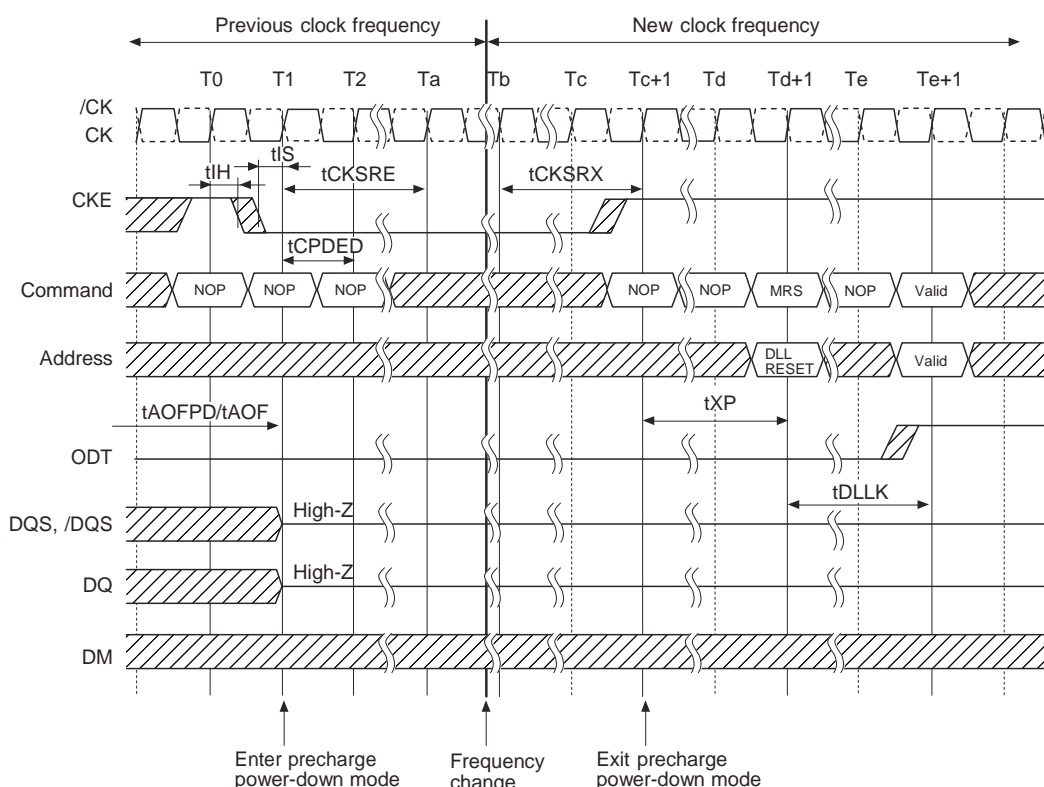 Previous clock frequency New clock frequency
T0 T1 T2 Ta Tb Tc Tc+1 Td Td+1 Te Te+1
/CK
CK
tIS
tIH tCKSRE tCKSRX
CKE
tCPDED
Command NOP NOP NOP NOP NOP MRS NOP Valid
Address DLL RESET Valid
tXP
tAOFPD/tAOF
ODT
tDLLK
High-Z
DQS, /DQS
High-Z
DQ
DM
Enter precharge
power-down mode
Frequency
change
Exit precharge
power-down mode